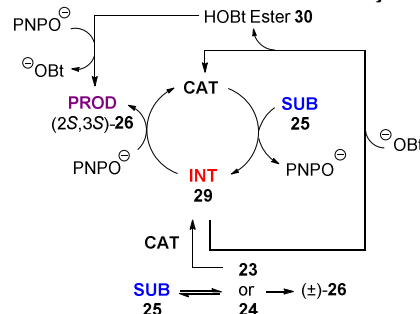 PNPO⊖
HOBt Ester 30
⊖OBt
CAT
PROD
(2S,3S)-26
SUB
25
PNPO⊖
PNPO⊖
⊖OBt
INT
29
CAT
23
SUB
or
(±)-26
25
24